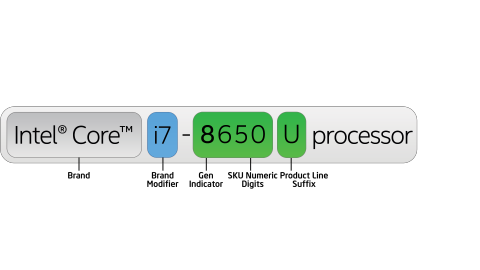 Intel® Core™ i7 - 8650 U processor
Brand
Brand Modifier
Gen Indicator
SKU Numeric Digits
Product Line Suffix